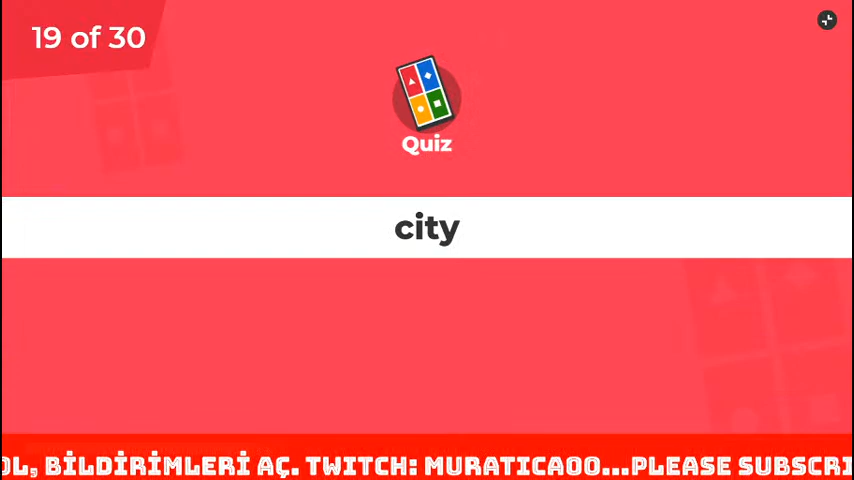 19 of 30
Quiz
city
OL, BİLDİRİMLERİ AÇ. TWITCH: MURATICA00...PLEASE SUBSCRI